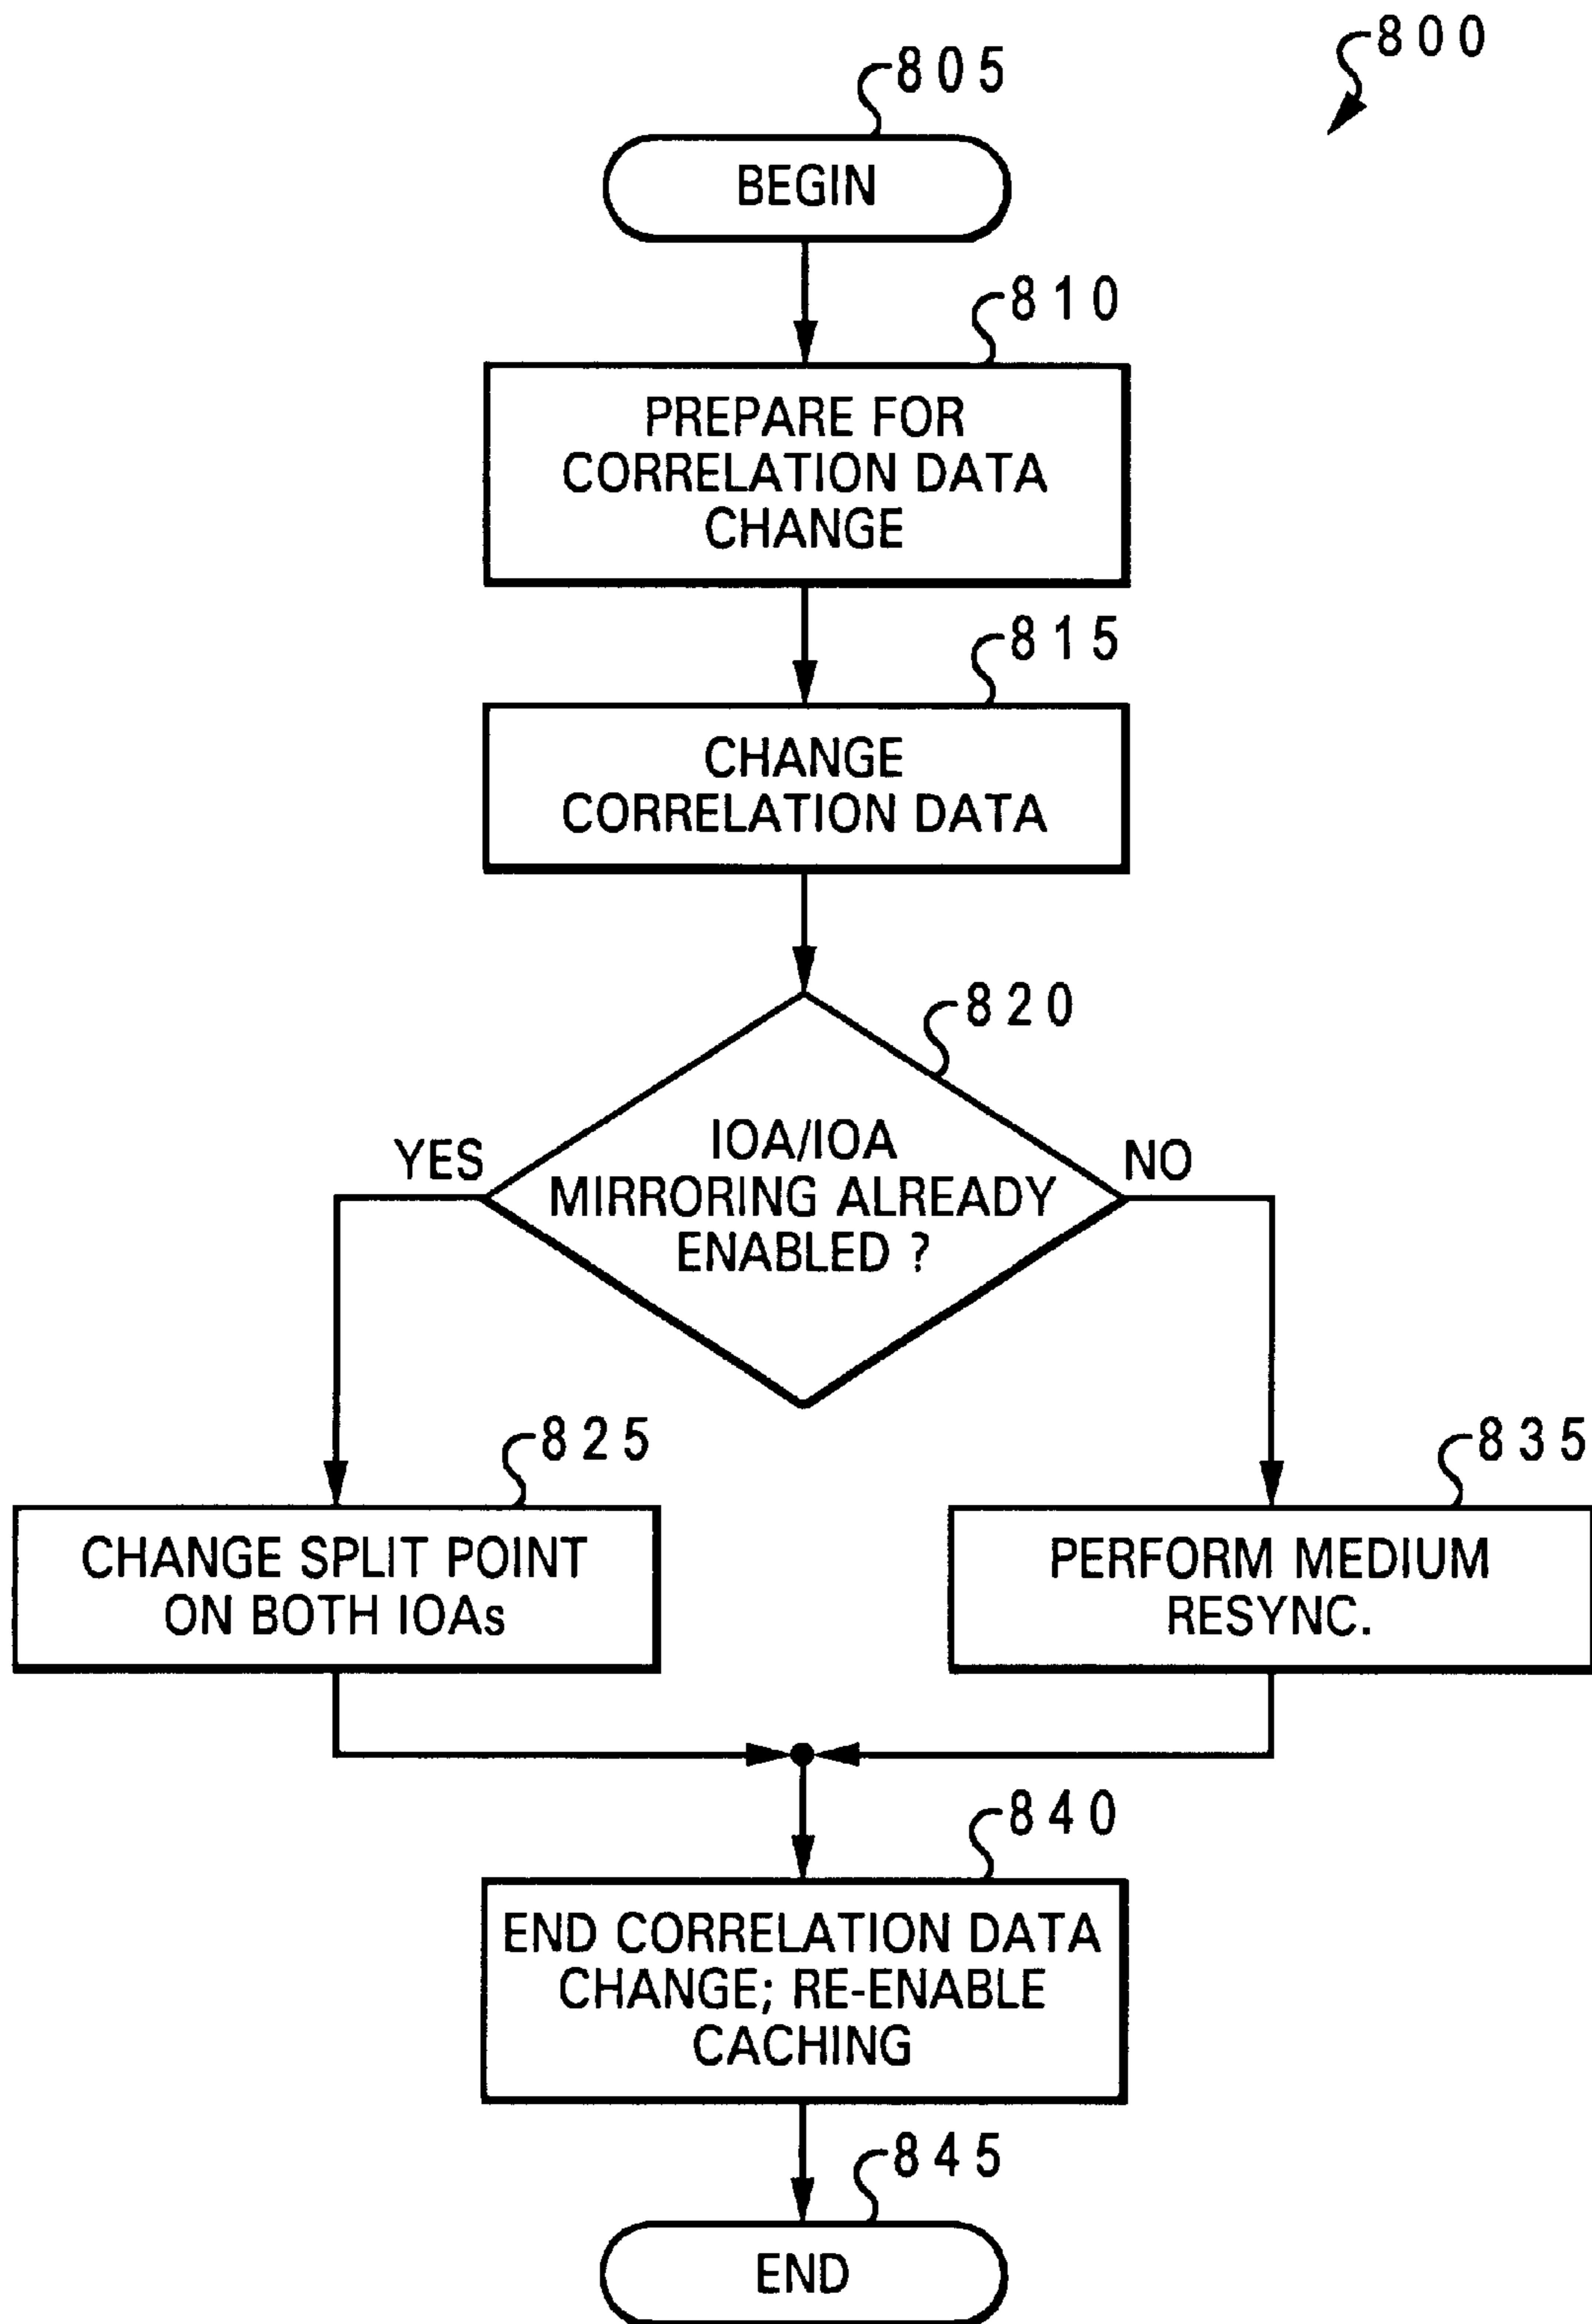 800
805
BEGIN
810
PREPARE FOR
CORRELATION DATA
CHANGE
815
CHANGE
CORRELATION DATA
820
IOA/IOA
MIRRORING ALREADY
ENABLED ?
YES
NO
825
CHANGE SPLIT POINT
ON BOTH IOAs
835
PERFORM MEDIUM
RESYNC.
840
END CORRELATION DATA
CHANGE; RE-ENABLE
CACHING
845
END